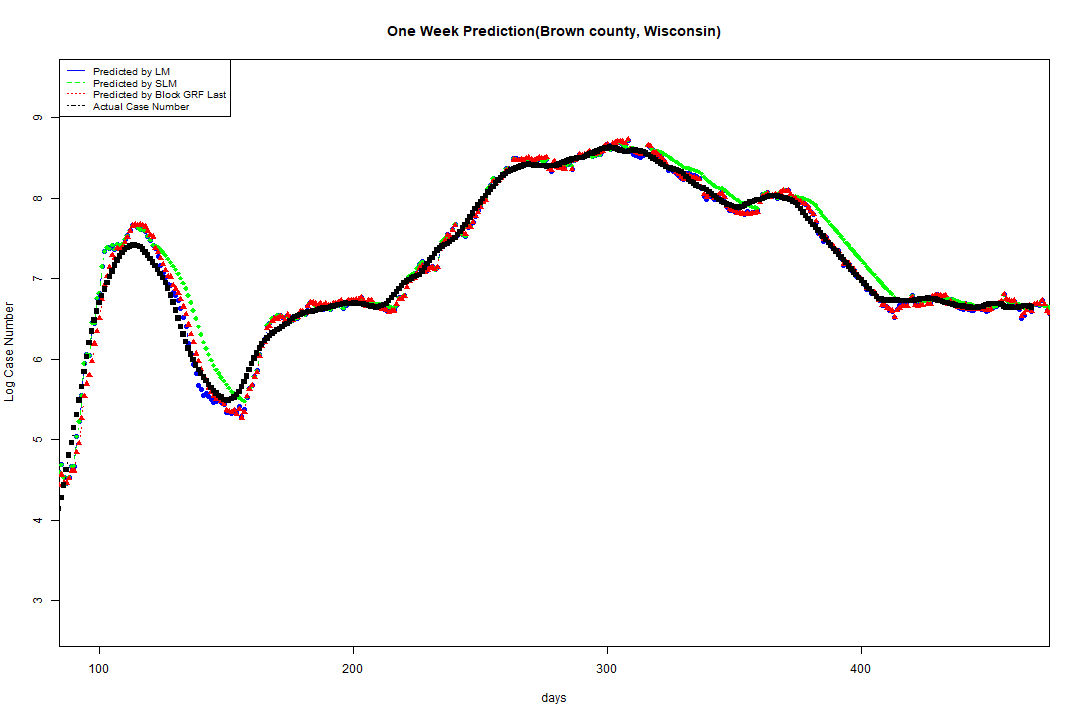 One Week Prediction(Brown county, Wisconsin)
Predicted by LM
Predicted by SLM
Predicted by Block GRF Last
Actual Case Number
9
8
7
6
5
4
3
Log Case Number
100 200 300 400
days